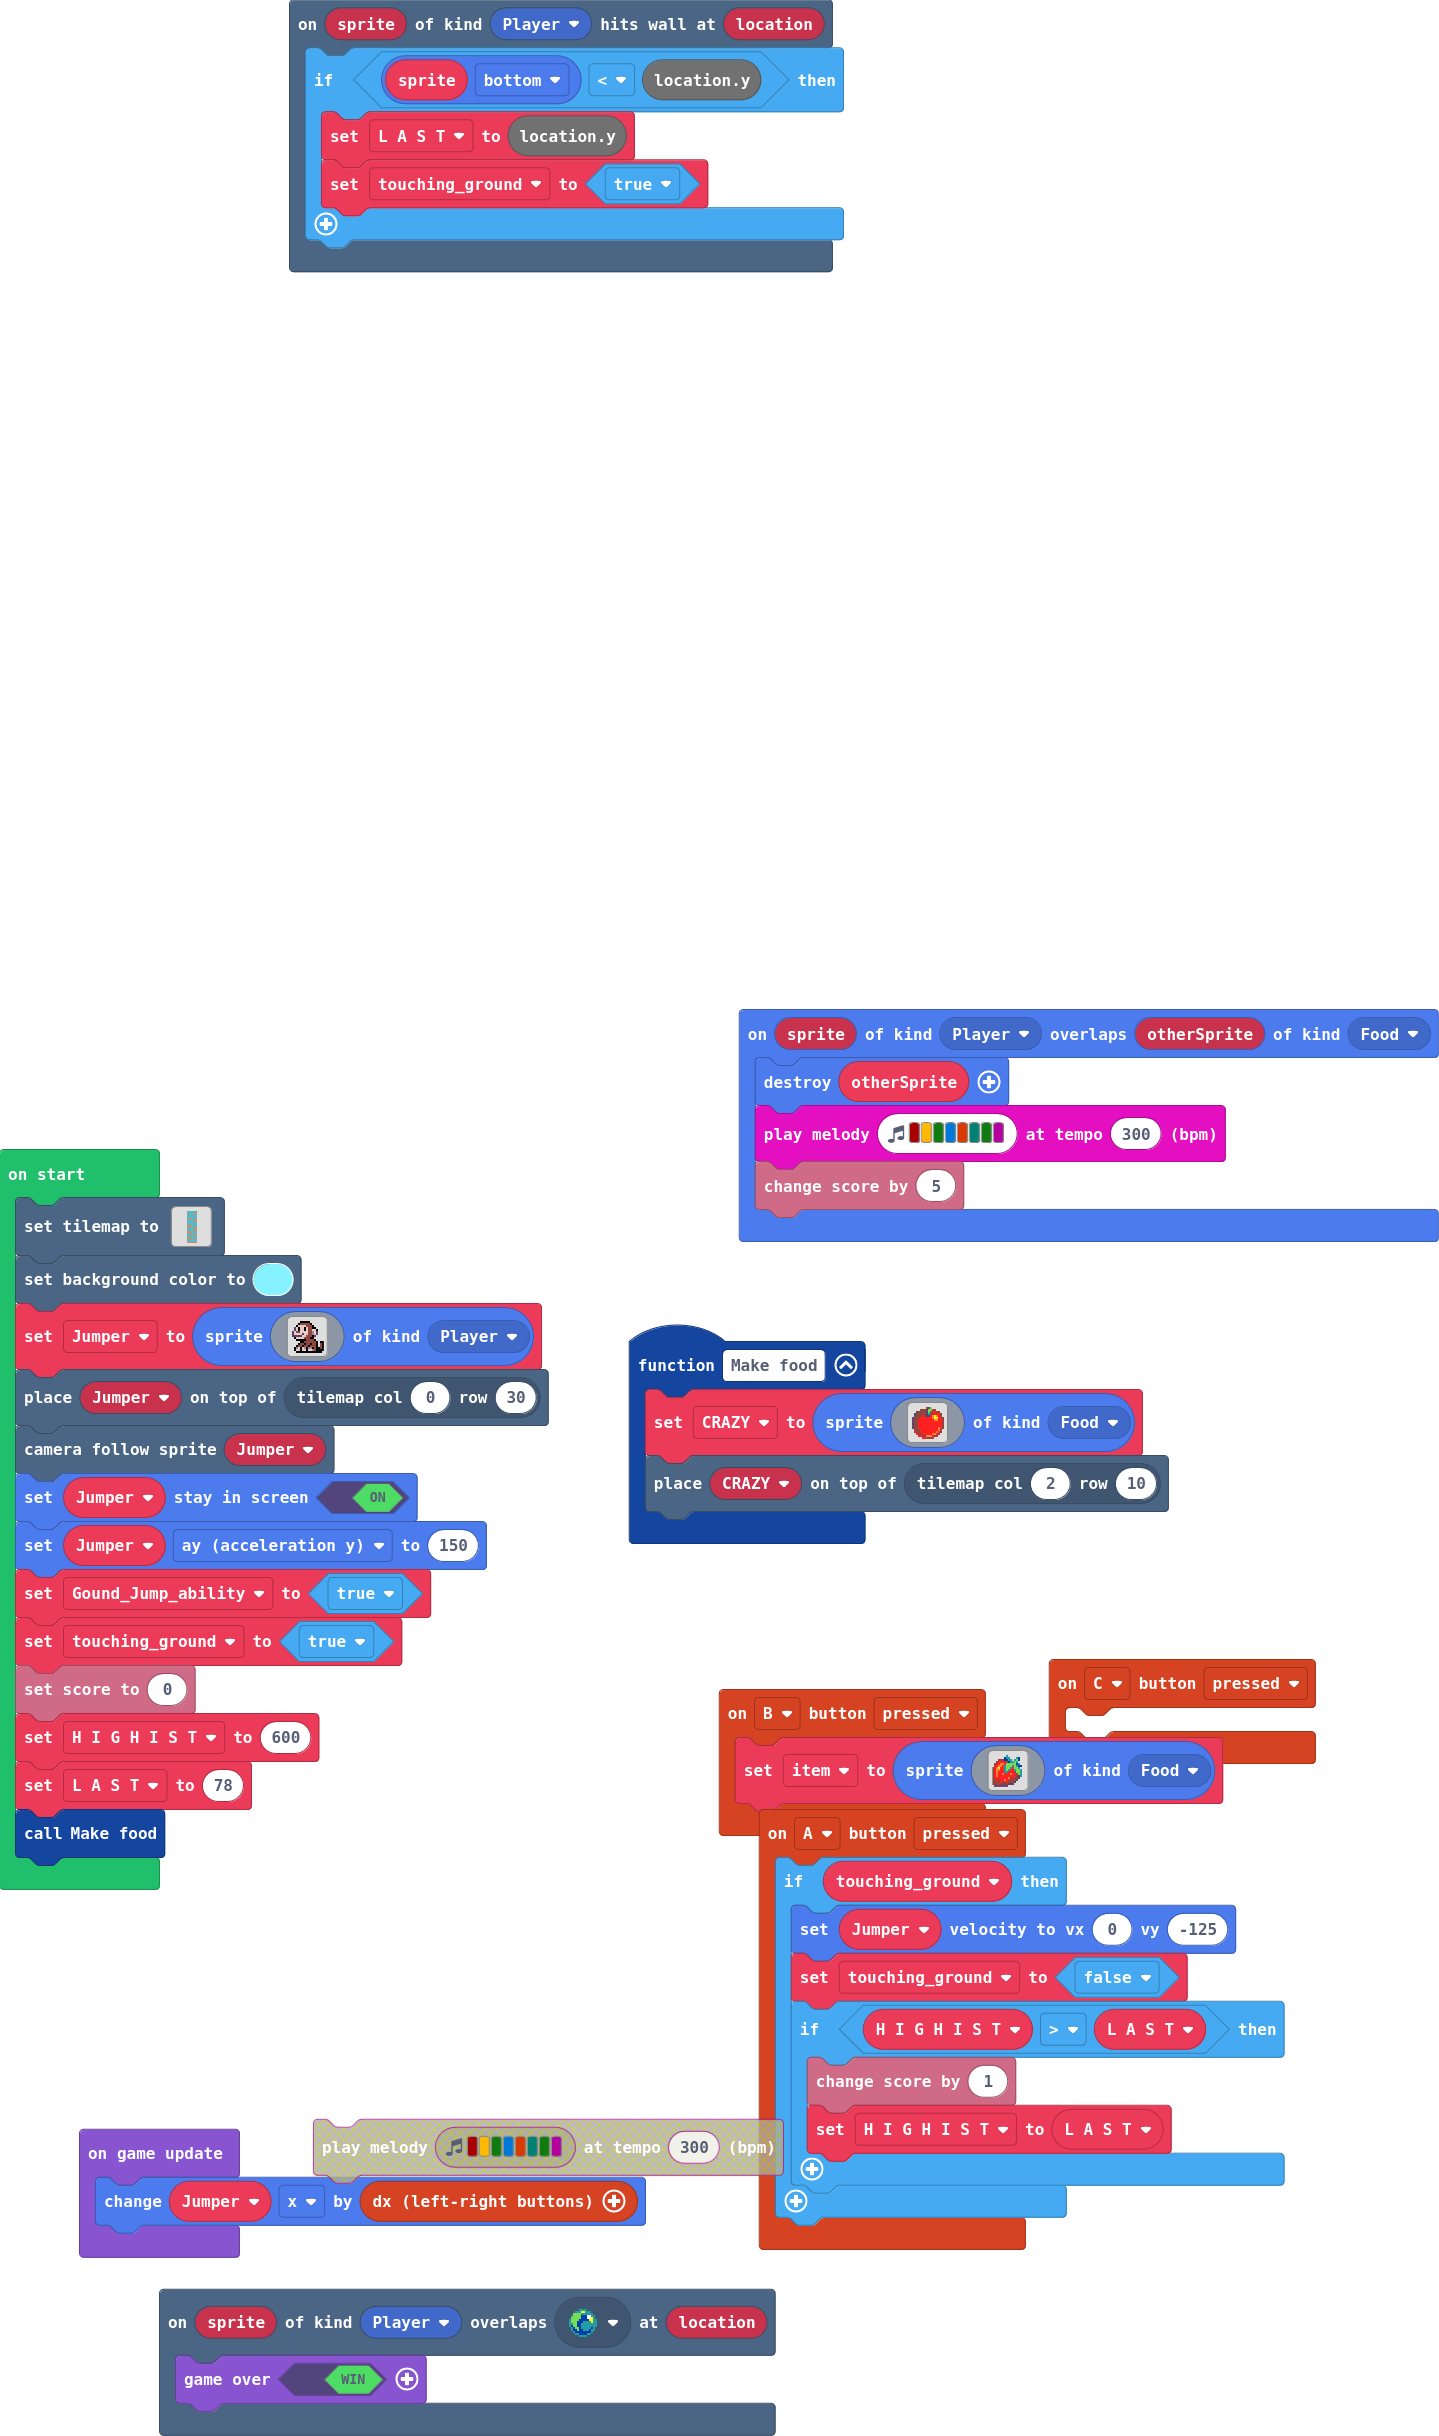 on sprite of kind Player hits wall at location
if sprite bottom < location.y then
set L A S T to location.y
set touching_ground to true
on sprite of kind Player overlaps otherSprite of kind Food
destroy otherSprite
play melody at tempo 300 (bpm)
change score by 5
on start
set tilemap to
set background color to
set Jumper to sprite of kind Player
place Jumper on top of tilemap col 0 row 30
camera follow sprite Jumper
set Jumper stay in screen ON
set Jumper ay (acceleration y) to 150
set Gound_Jump_ability to true
set touching_ground to true
set score to 0
set H I G H I S T to 600
set L A S T to 78
call Make food
function Make food
set CRAZY to sprite of kind Food
place CRAZY on top of tilemap col 2 row 10
on C button pressed
on B button pressed
set item to sprite of kind Food
on A button pressed
if touching_ground then
set Jumper velocity to vx 0 vy -125
set touching_ground to false
if H I G H I S T > L A S T then
change score by 1
set H I G H I S T to L A S T
play melody at tempo 300 (bpm)
on game update
change Jumper x by dx (left-right buttons)
on sprite of kind Player overlaps at location
game over WIN